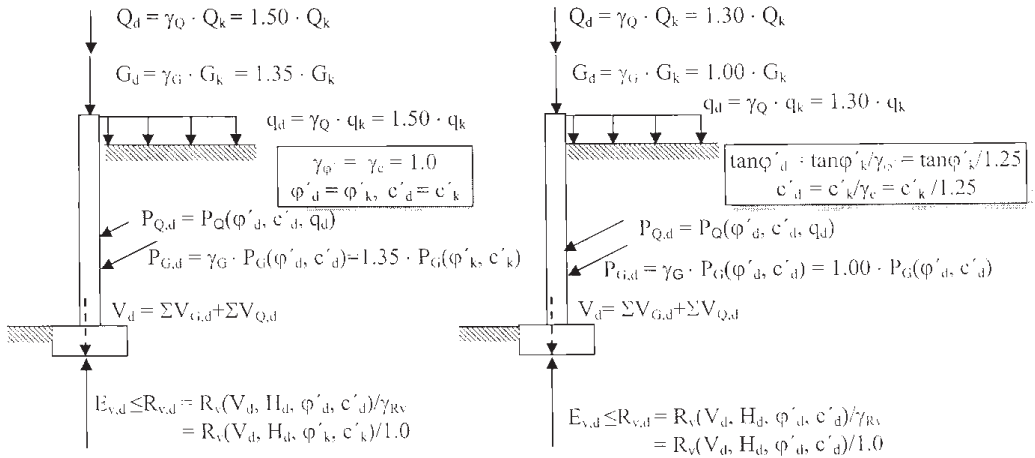 Q_d = γ_Q · Q_k = 1.50 · Q_k
G_d = γ_G · G_k = 1.35 · G_k
q_d = γ_Q · q_k = 1.50 · q_k
γ_φ′ = γ_c = 1.0
φ′_d = φ′_k, c′_d = c′_k
P_Q,d = P_Q(φ′_d, c′_d, q_d)
P_G,d = γ_G · P_G(φ′_d, c′_d)=1.35 · P_G(φ′_k, c′_k)
V_d = ΣV_G,d+ΣV_Q,d
E_v,d ≤R_v,d = R_v(V_d, H_d, φ′_d, c′_d)/γ_Rv
= R_v(V_d, H_d, φ′_k, c′_k)/1.0
Q_d = γ_Q · Q_k = 1.30 · Q_k
G_d = γ_G · G_k = 1.00 · G_k
q_d = γ_Q · q_k = 1.30 · q_k
tanφ′_d = tanφ′_k/γ_φ′ = tanφ′_k/1.25
c′_d = c′_k/γ_c = c′_k /1.25
P_Q,d = P_Q(φ′_d, c′_d, q_d)
P_G,d = γ_G · P_G(φ′_d, c′_d) = 1.00 · P_G(φ′_d, c′_d)
V_d = ΣV_G,d+ΣV_Q,d
E_v,d ≤R_v,d = R_v(V_d, H_d, φ′_d, c′_d)/γ_Rv
= R_v(V_d, H_d, φ′_d, c′_d)/1.0